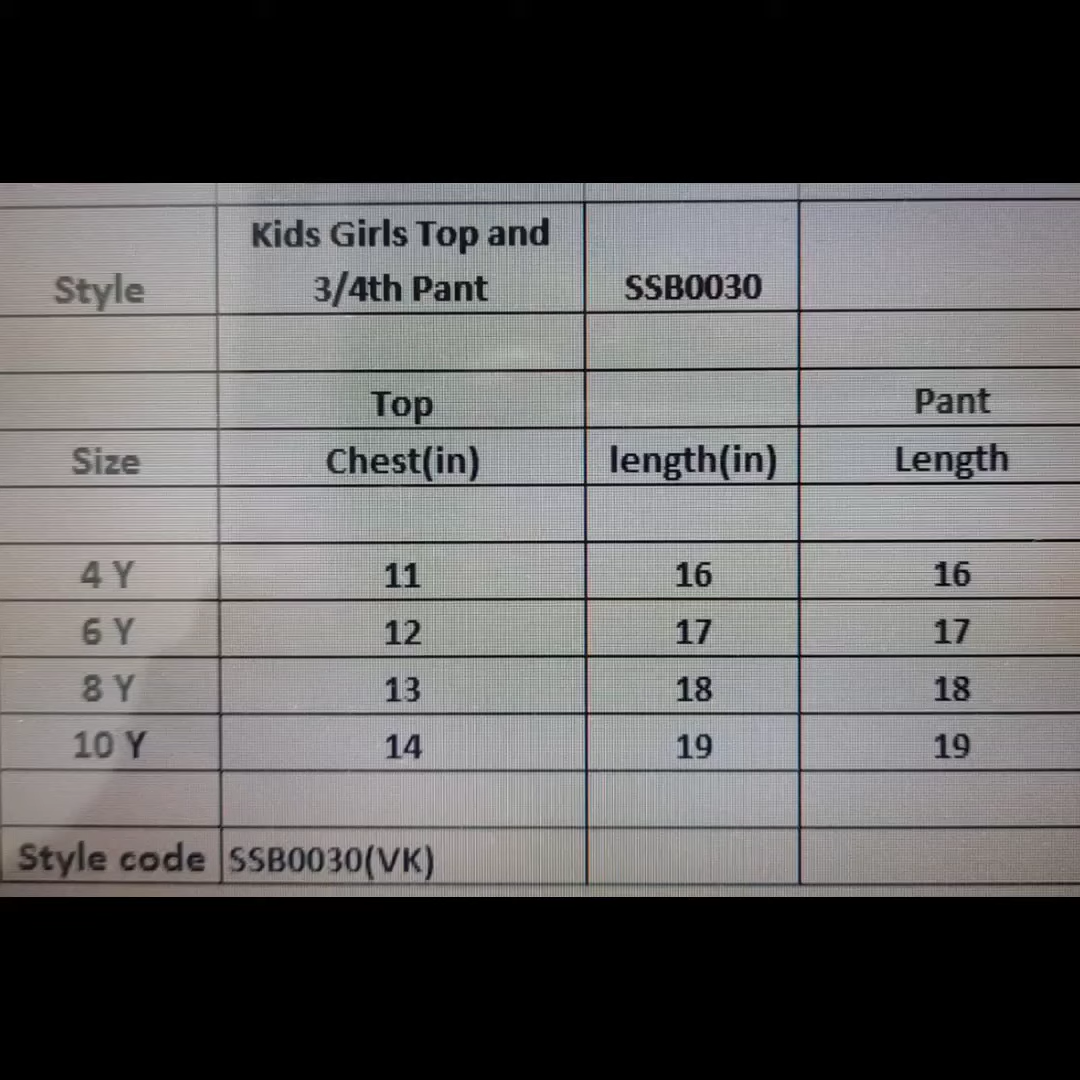 Kids Girls Top and
Style 3/4th Pant SSB0030
Top Pant
Size Chest(in) length(in) Length
4 Y 11 16 16
6 Y 12 17 17
8 Y 13 18 18
10 Y 14 19 19
Style code SSB0030(VK)